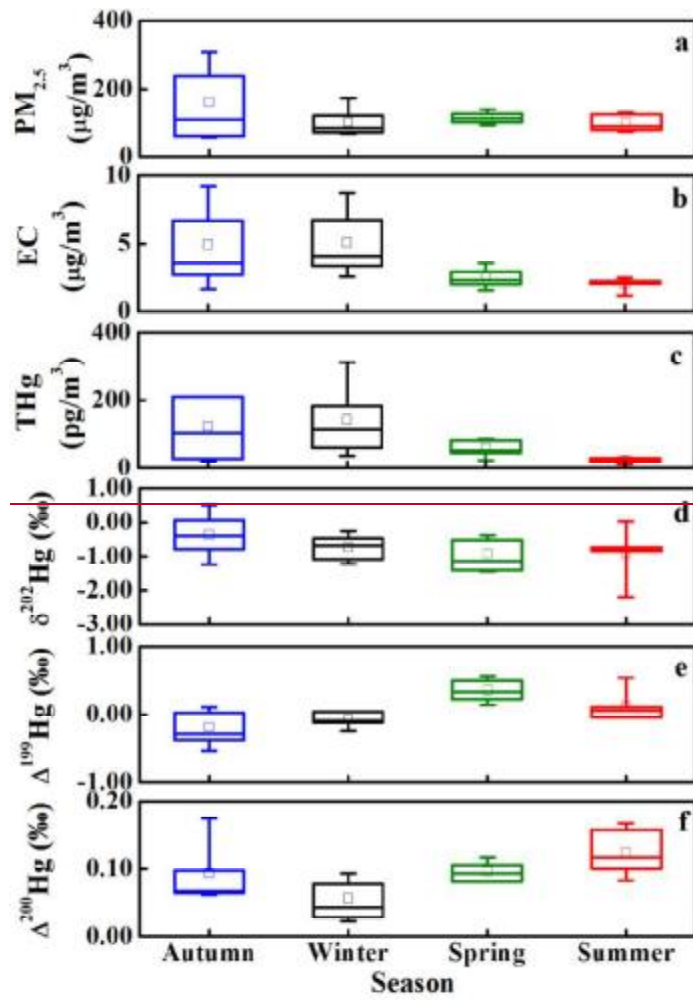 400
a
PM2.5
(μg/m³)
200
0
10
b
EC
(μg/m³)
5
0
400
c
THg
(pg/m³)
200
0
1.00
d
δ²⁰²Hg (‰)
0.00
-1.00
-2.00
-3.00
1.00
e
Δ¹⁹⁹Hg (‰)
0.00
-1.00
0.20
f
Δ²⁰⁰Hg (‰)
0.10
0.00
Autumn Winter Spring Summer
Season